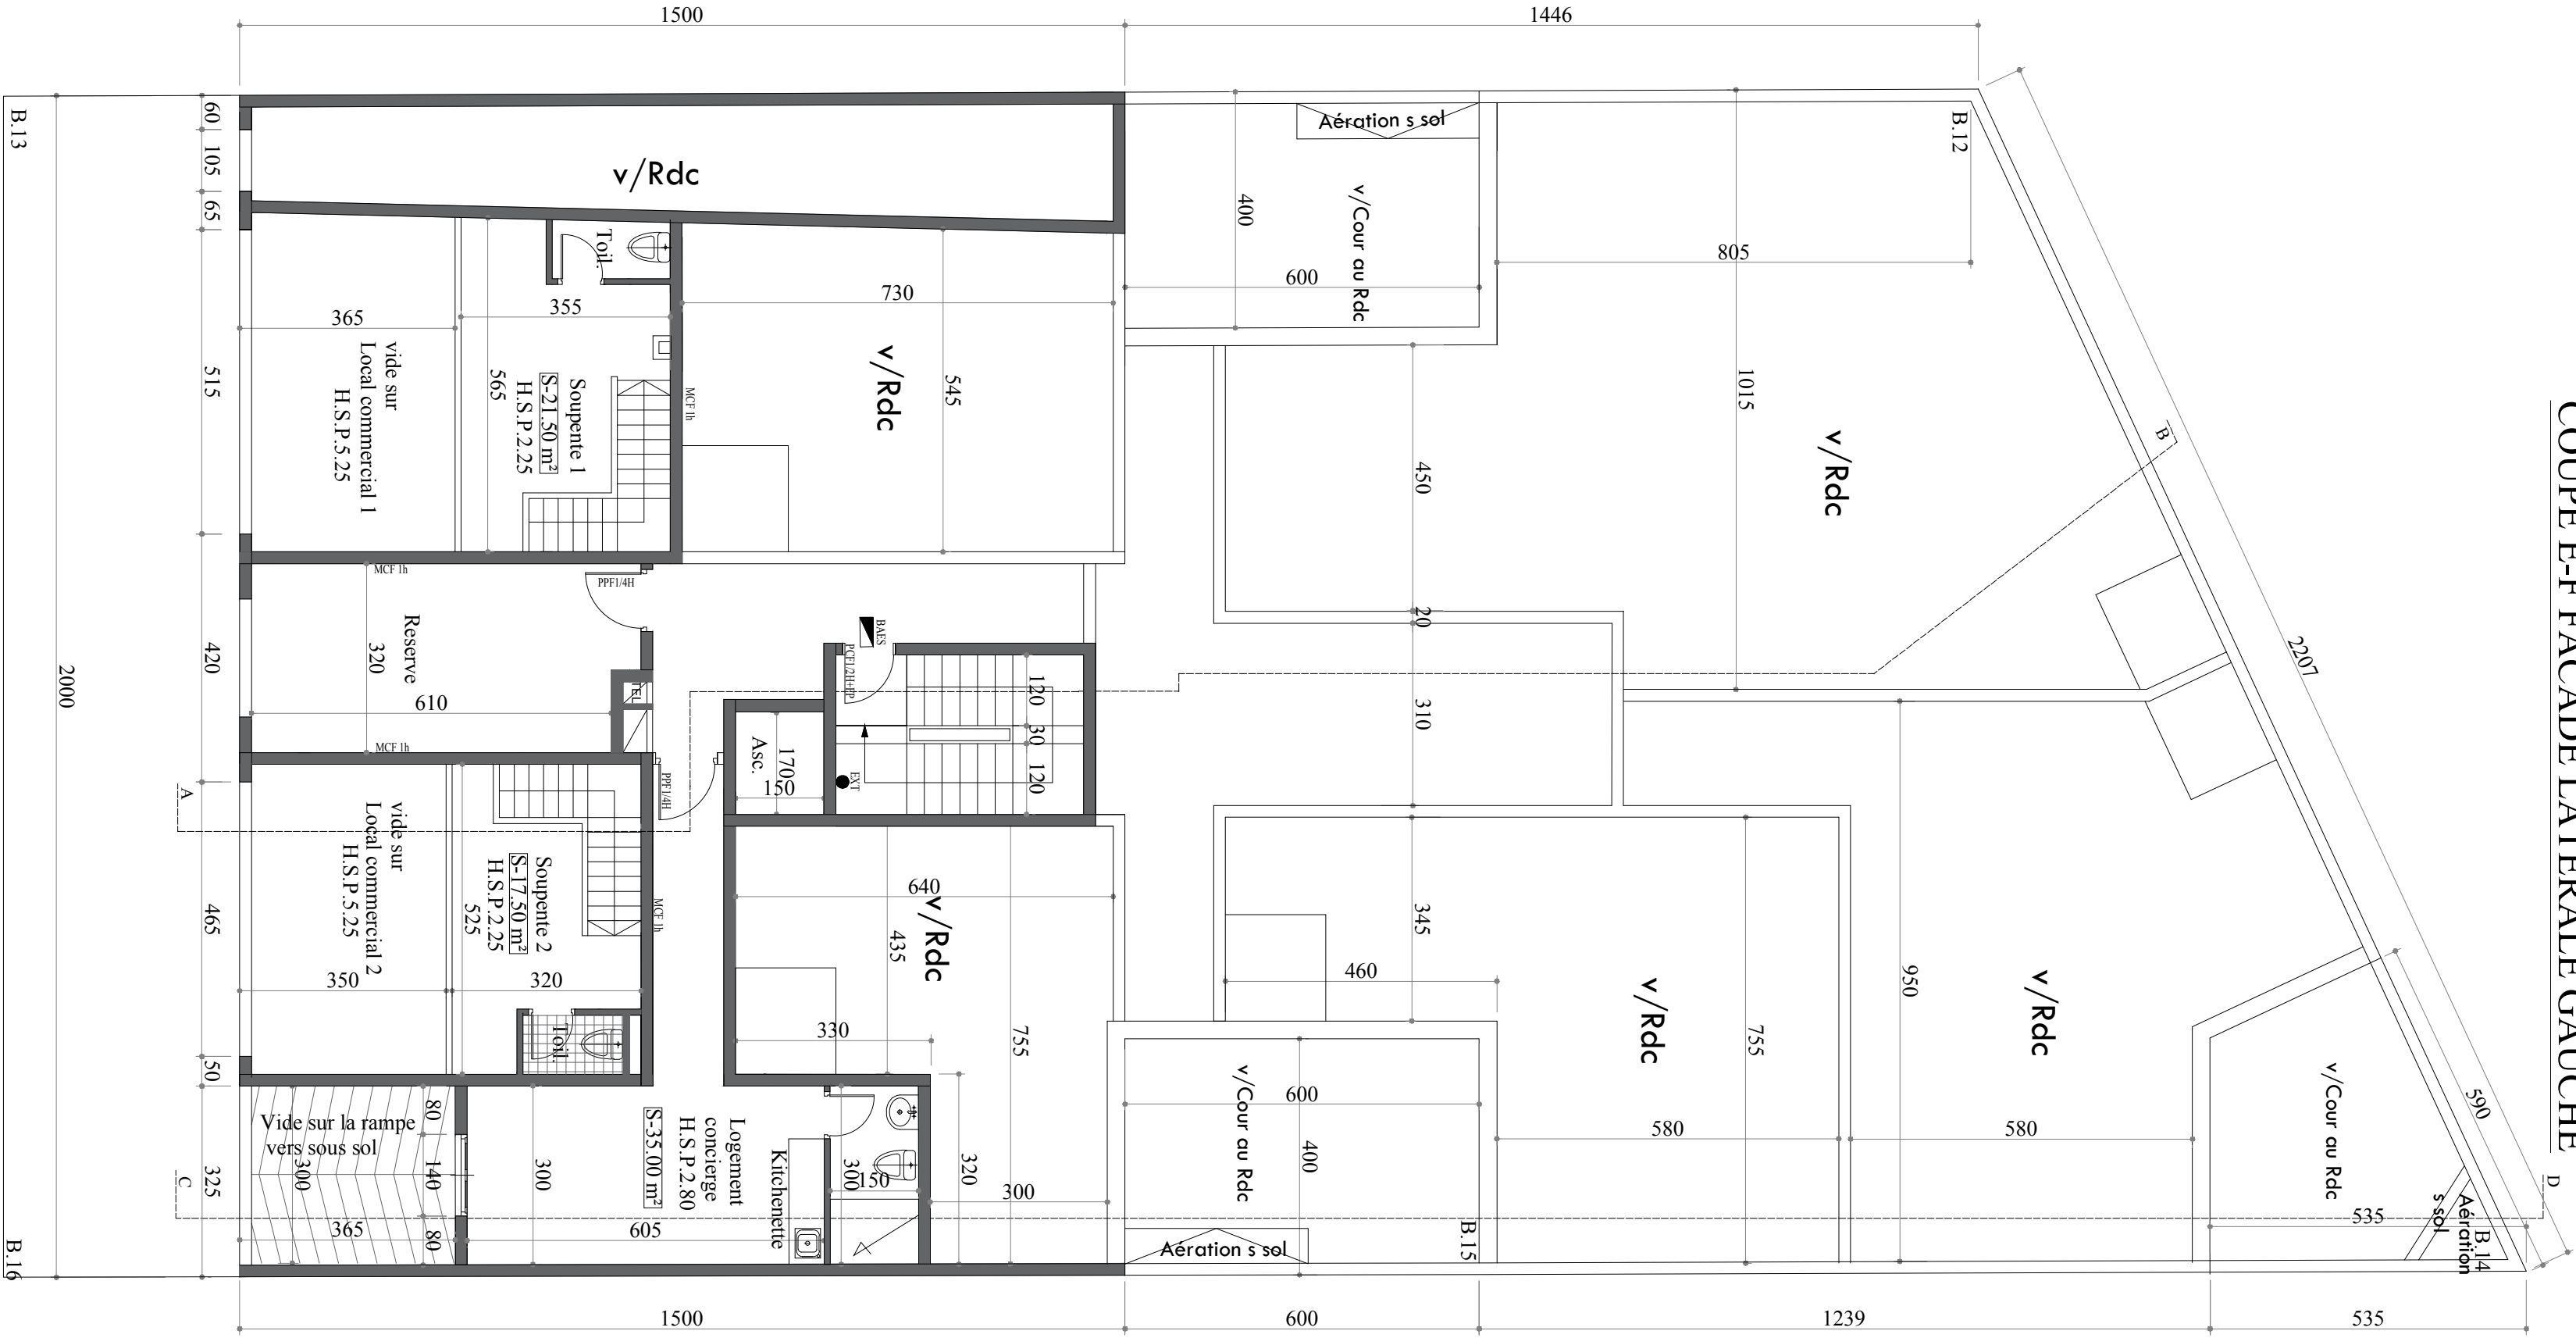 1500
1446
B.13
2000
60
105
65
515
420
465
50
325
v/Rdc
Aération s sol
B.12
v/Cour au Rdc
400
600
805
1015
v/Rdc
B
2207
COUPE E-F FACADE LATERALE GAUCHE
Toil.
355
365
vide sur
Local commercial 1
H.S.P.5.25
565
Soupente 1
S-21.50 m²
H.S.P.2.25
MCF 1h
730
v/Rdc
545
450
20
310
MCF 1h
PPF1/4H
Reserve
320
610
TEL
MCF 1h
BAES
PCF1/2H+FP
120
30
120
EXT
Asc.
170
150
PPF1/4H
A
vide sur
Local commercial 2
H.S.P.5.25
Soupente 2
S-17.50 m²
H.S.P.2.25
525
350
320
MCF 1h
Toil.
640
v/Rdc
435
755
330
345
460
v/Rdc
755
950
v/Rdc
580
580
590
v/Cour au Rdc
D
Aération
s sol
B.14
535
Vide sur la rampe
vers sous sol
300
80
140
80
365
C
300
Logement
concierge
H.S.P.2.80
S-35.00 m²
605
Kitchenette
300
150
320
300
600
v/Cour au Rdc
400
Aération s sol
B.15
B.16
1500
600
1239
535